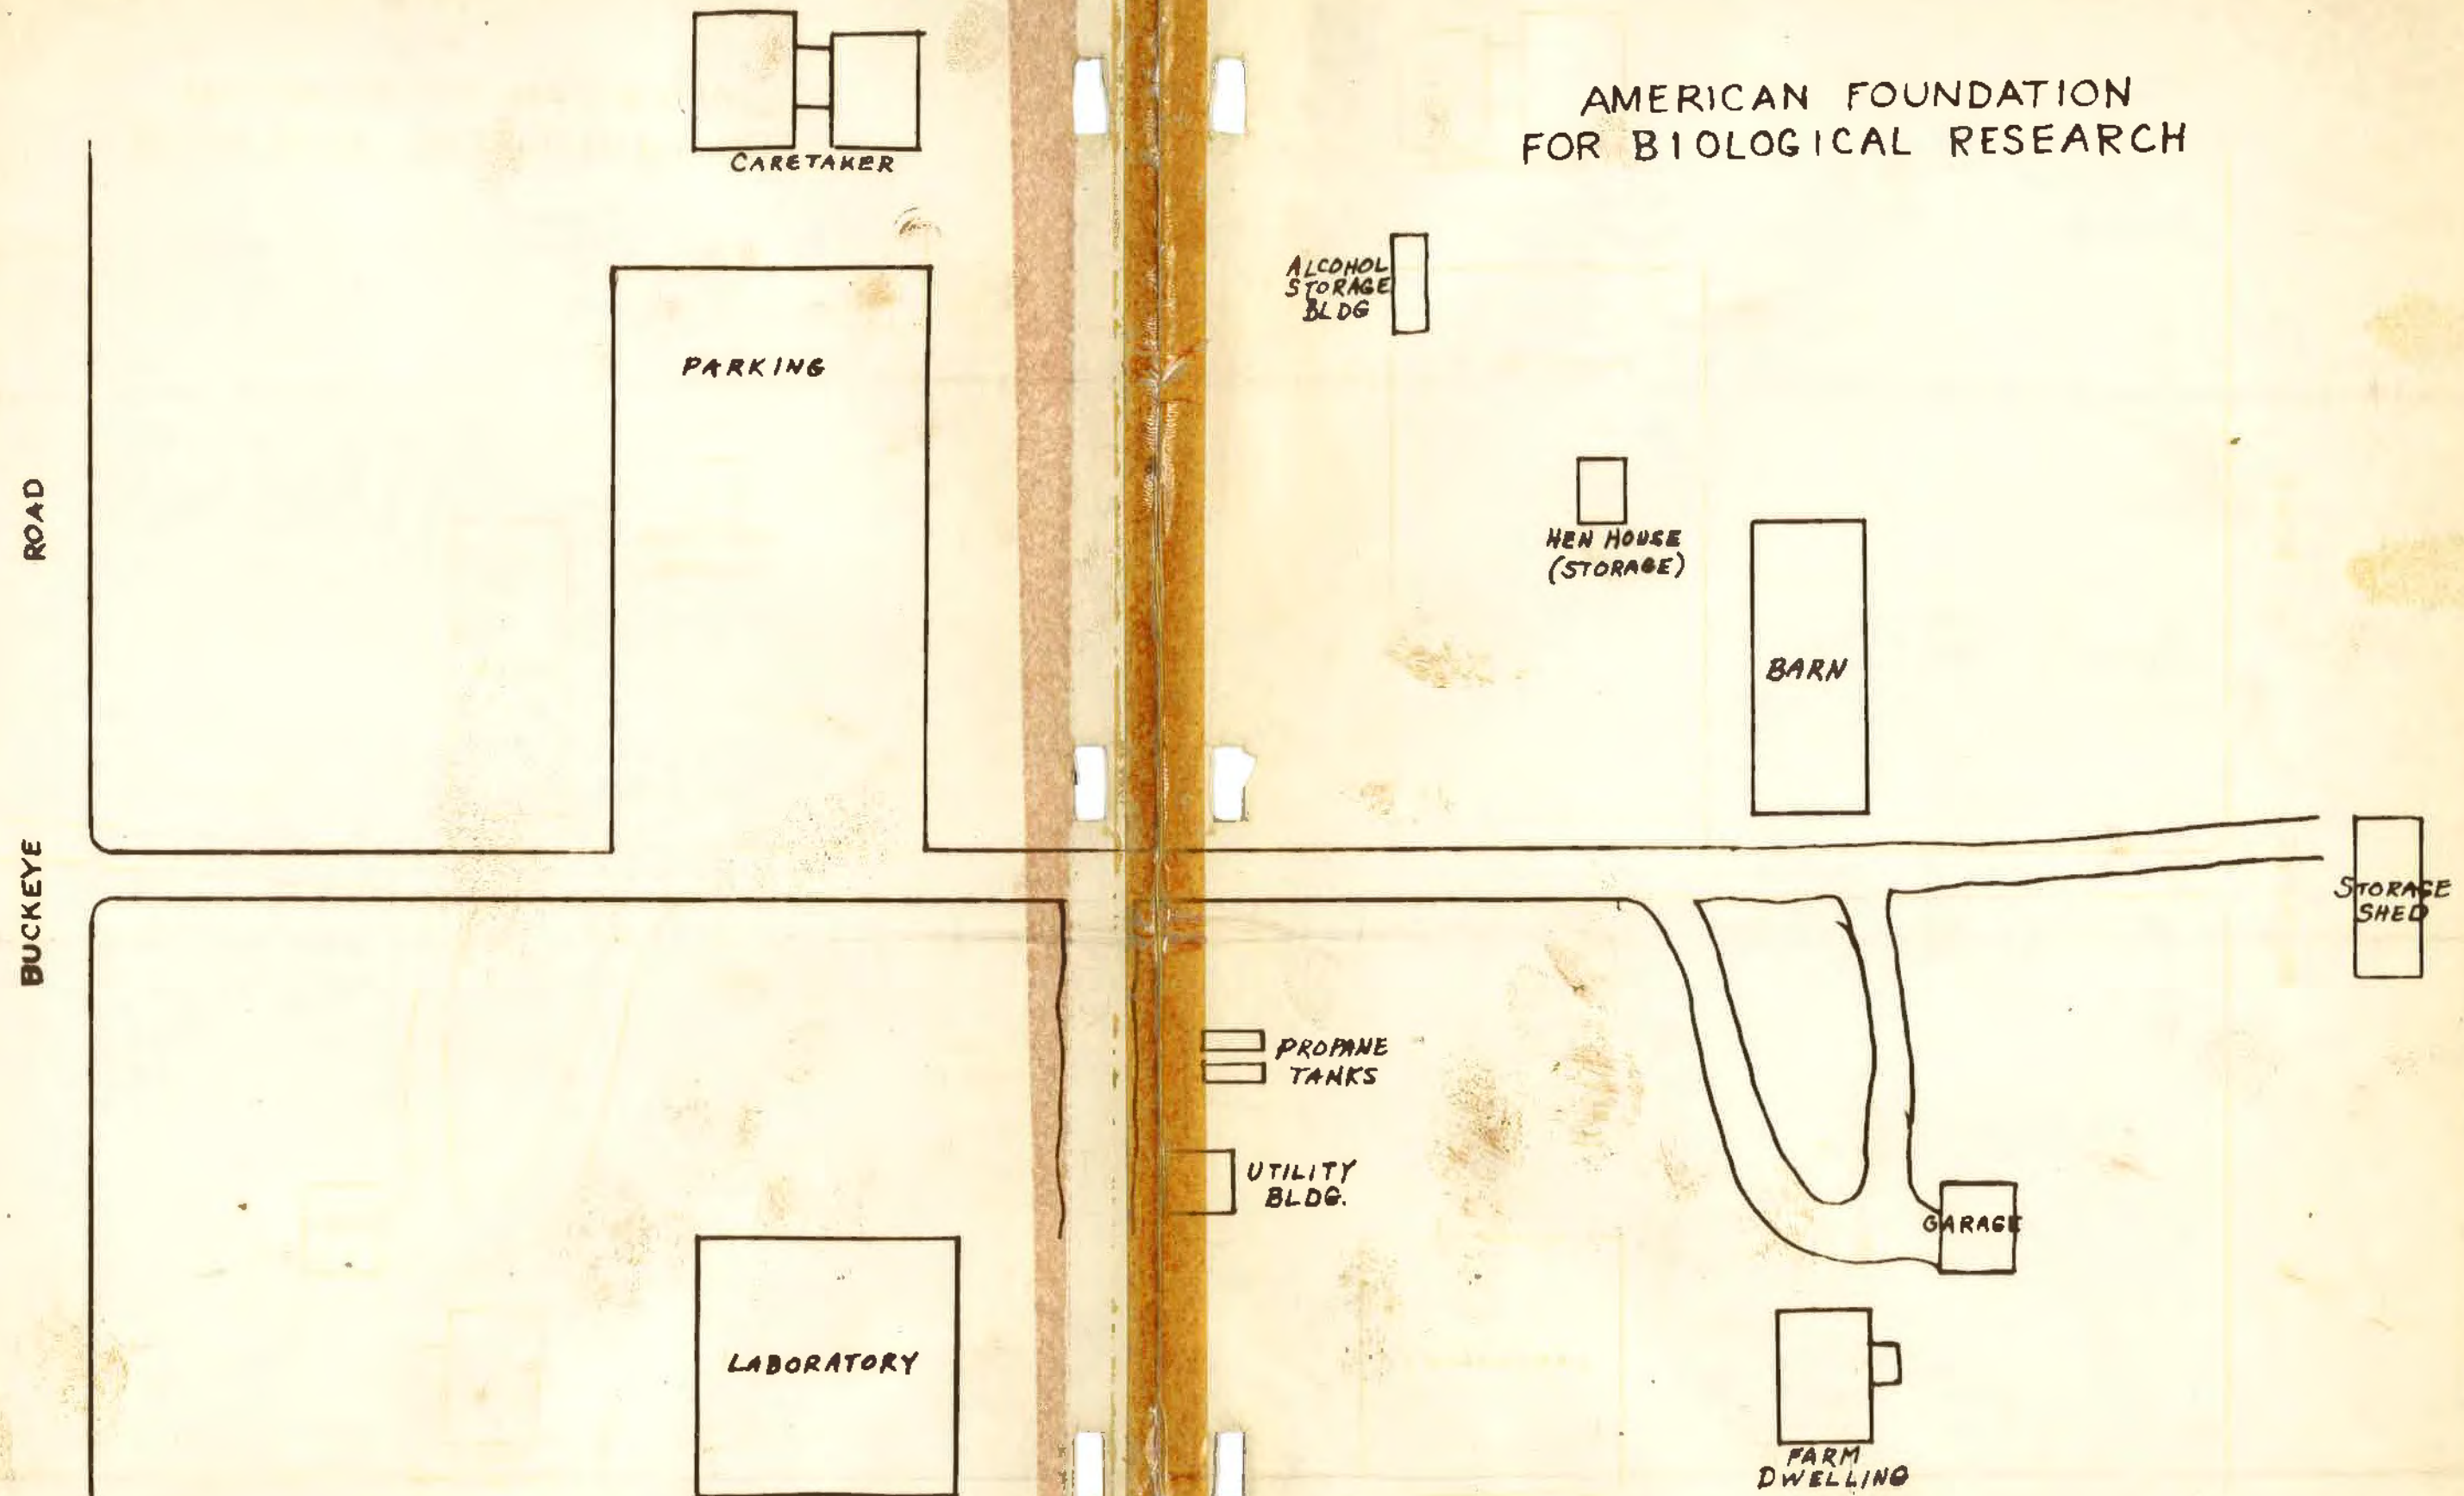 AMERICAN FOUNDATION
FOR BIOLOGICAL RESEARCH
CARETAKER
ALCOHOL
STORAGE
BLDG
PARKING
ROAD
HEN HOUSE
(STORAGE)
BARN
BUCKEYE
STORAGE
SHED
PROPANE
TANKS
UTILITY
BLDG.
GARAGE
LABORATORY
FARM
DWELLING